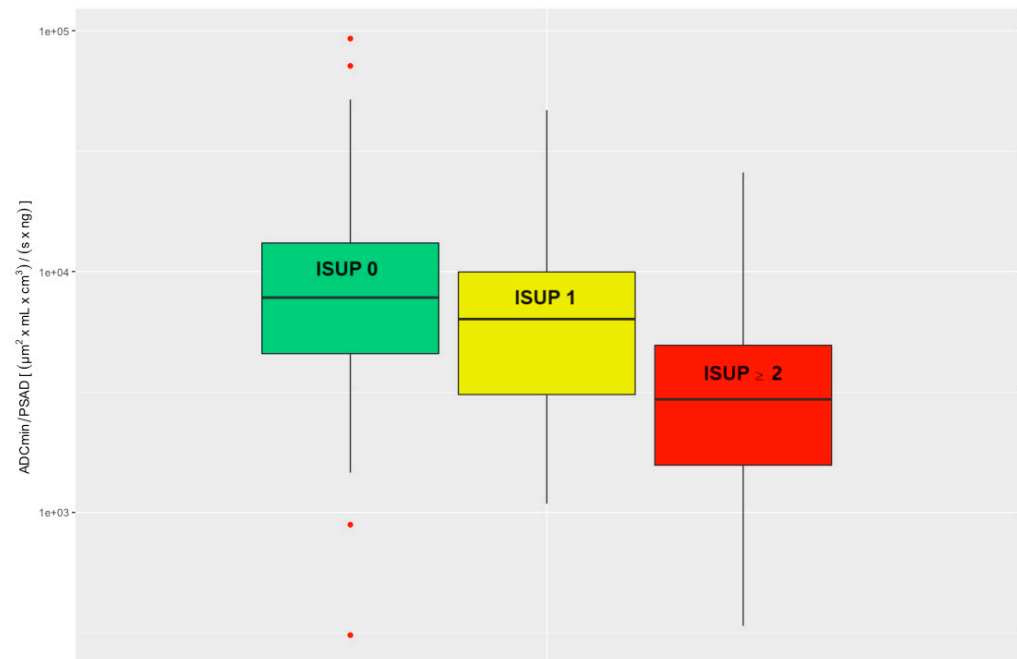 ADCmin/PSAD [ (µm² x mL x cm³) / (s x ng) ]
1e+05
1e+04
1e+03
ISUP 0
ISUP 1
ISUP ≥ 2